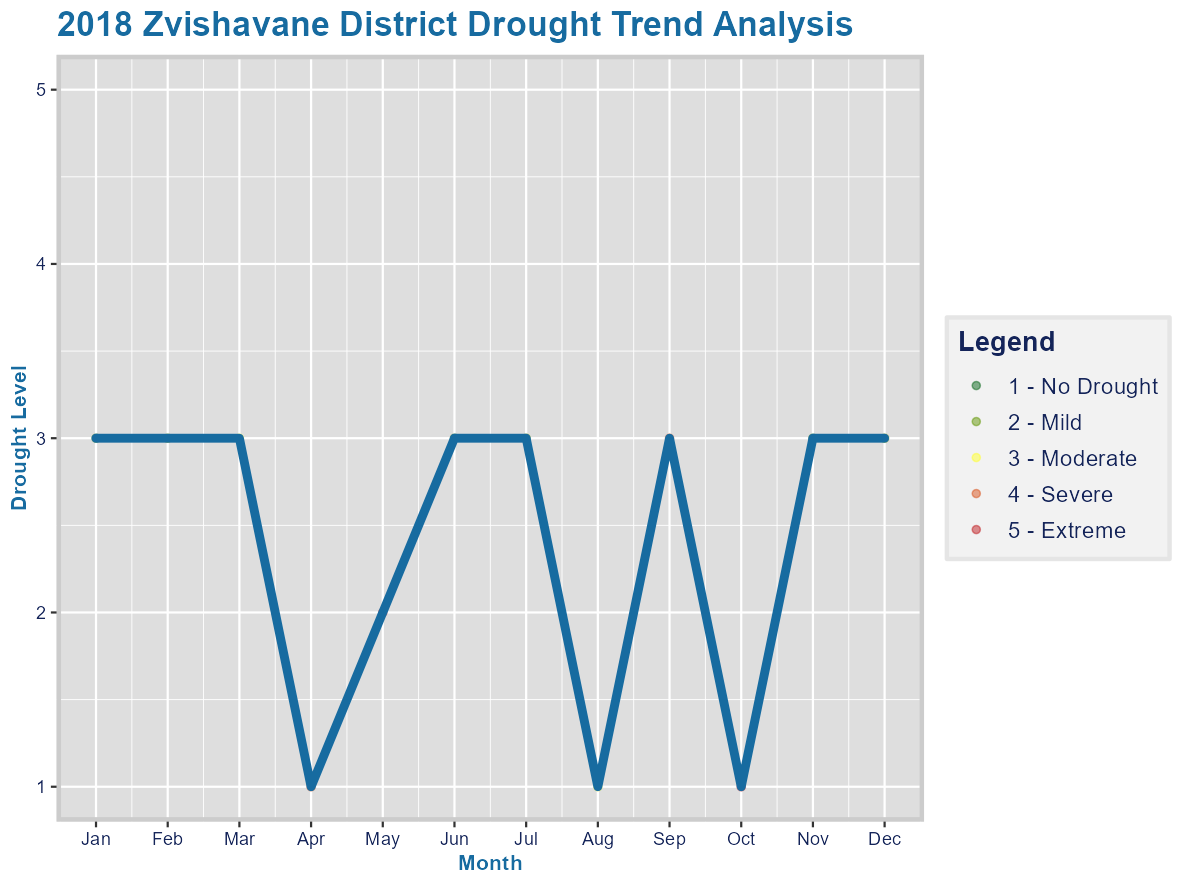 2018 Zvishavane District Drought Trend Analysis
5
4
3
2
1
Drought Level
Jan Feb Mar Apr May Jun Jul Aug Sep Oct Nov Dec
Month
Legend
1 - No Drought
2 - Mild
3 - Moderate
4 - Severe
5 - Extreme